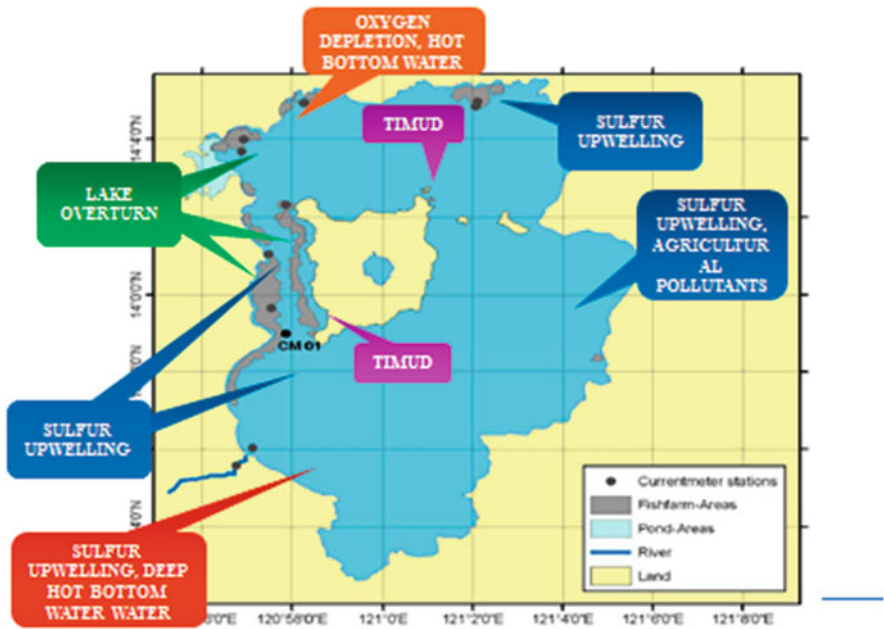 OXYGEN
DEPLETION, HOT
BOTTOM WATER
TIMUD
SULFUR
UPWELLING
14°4'0"N
LAKE
OVERTURN
SULFUR
UPWELLING,
AGRICULTUR
AL
POLLUTANTS
14°0'0"N
CM 01
TIMUD
SULFUR
UPWELLING
Currentmeter stations
Fishfarm-Areas
Pond-Areas
River
Land
SULFUR
UPWELLING, DEEP
HOT BOTTOM
WATER WATER
120°58'0"E
121°0'E
121°2'0"E
121°4'0"E
121°6'0"E
121°8'0"E